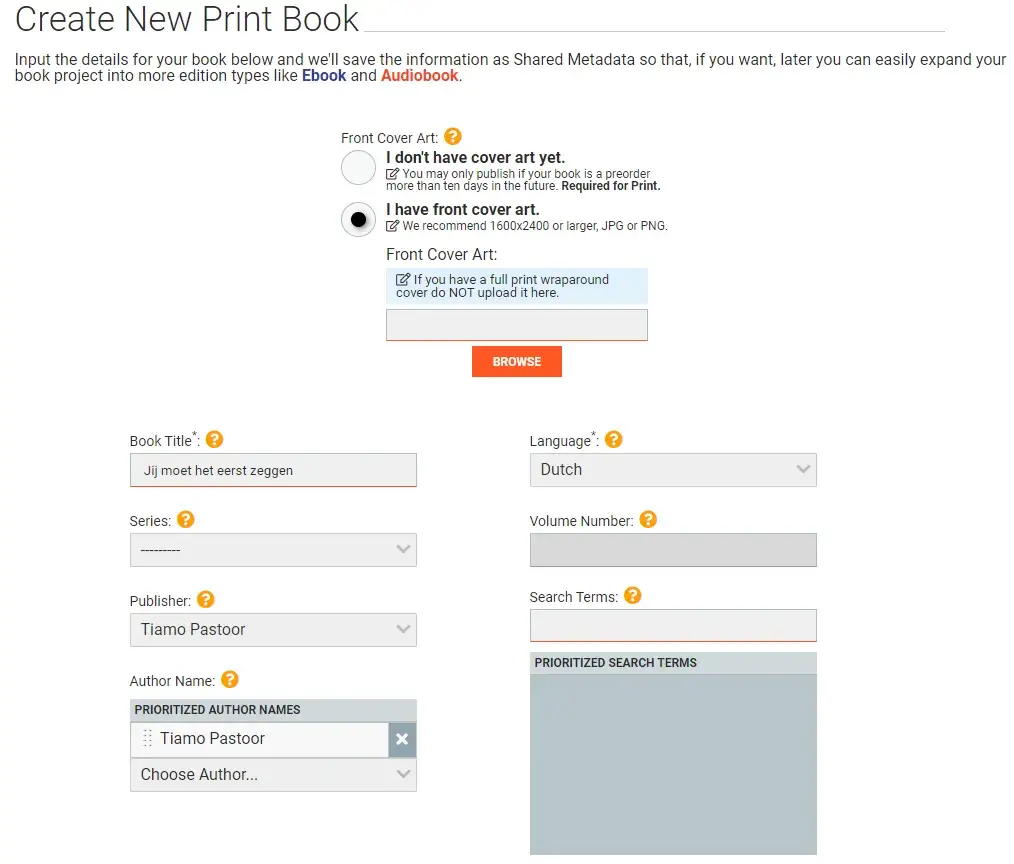 Create New Print Book
Input the details for your book below and we'll save the information as Shared Metadata so that, if you want, later you can easily expand your
book project into more edition types like Ebook and Audiobook.
Front Cover Art: ?
I don't have cover art yet.
You may only publish if your book is a preorder
more than ten days in the future. Required for Print.
I have front cover art.
We recommend 1600x2400 or larger, JPG or PNG.
Front Cover Art:
If you have a full print wraparound
cover do NOT upload it here.
BROWSE
Book Title*: ?
Jij moet het eerst zeggen
Language*: ?
Dutch
Series: ?
---------
Volume Number: ?
Publisher: ?
Tiamo Pastoor
Search Terms: ?
PRIORITIZED SEARCH TERMS
Author Name: ?
PRIORITIZED AUTHOR NAMES
Tiamo Pastoor
Choose Author...